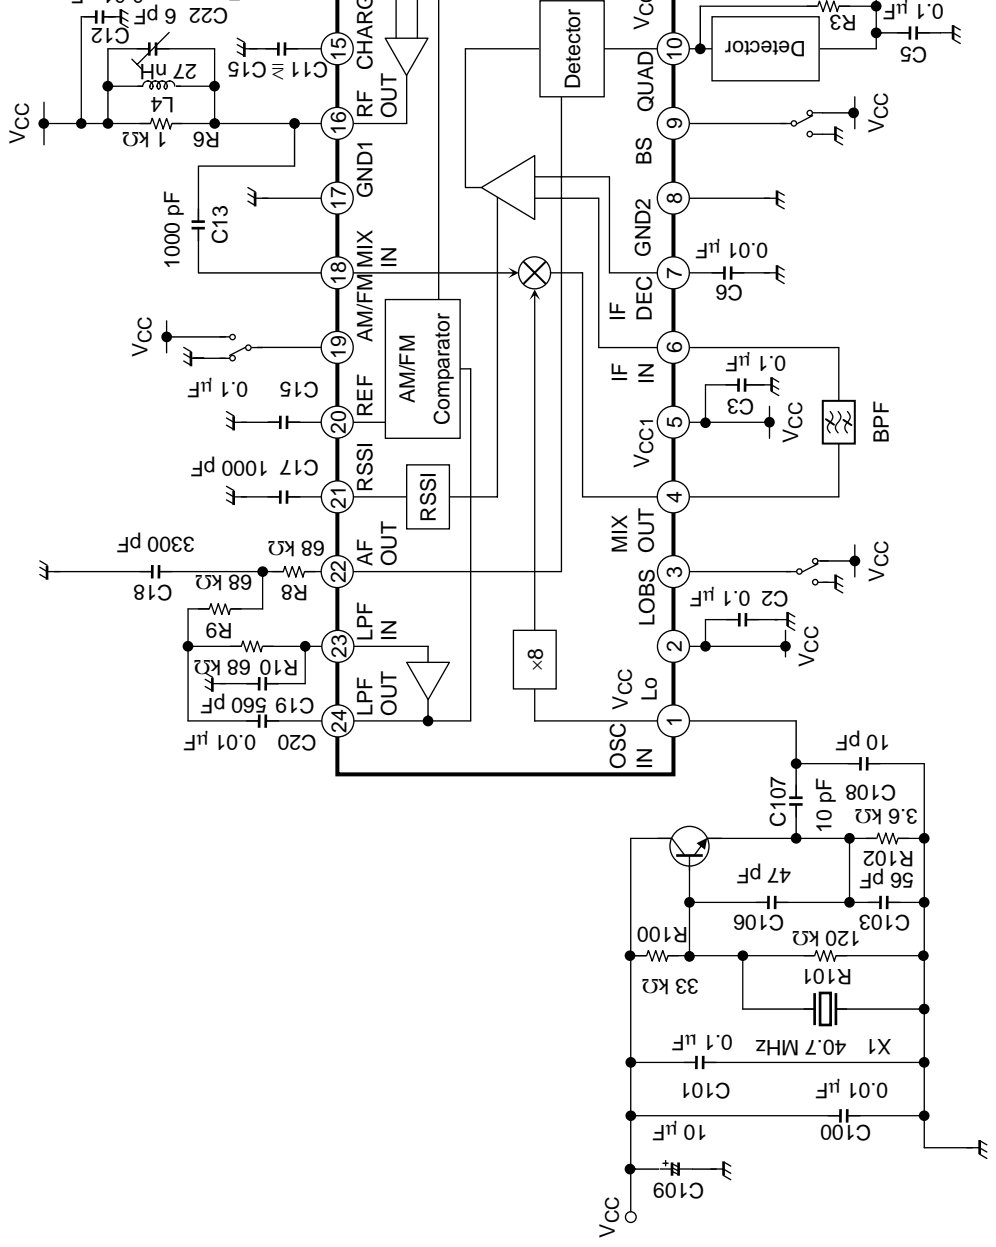 0.01 µF
C12
6 pF C22
27 nH
L4
R6 1 kΩ
VCC
C11 ≅ C15
15
CHARG
16
RF
OUT
17
GND1
1000 pF
C13
18
MIX
IN
19
AM/FM
VCC
AM/FM
Comparator
20
REF
C15 0.1 µF
21
RSSI
C17 1000 pF
RSSI
22
AF
OUT
C18
3300 pF
R8
68 kΩ
R9
68 kΩ
23
LPF
IN
R10 68 kΩ
C19 560 pF
24
LPF
OUT
C20 0.01 µF
Detector
VCC
10
QUAD
Detector
R3
0.1 µF
C5
9
BS
VCC
8
GND2
7
IF
DEC
C6
0.01 µF
6
IF
IN
5
VCC1
C3
0.1 µF
VCC
BPF
4
MIX
OUT
3
LOBS
VCC
2
VCC
Lo
C2 0.1 µF
VCC
×8
1
OSC
IN
C107
10 pF
C108
10 pF
R102
3.6 kΩ
C106
47 pF
C103
56 pF
R100
33 kΩ
R101
120 kΩ
X1 40.7 MHz
C101
0.1 µF
C100
0.01 µF
C109
10 µF
VCC